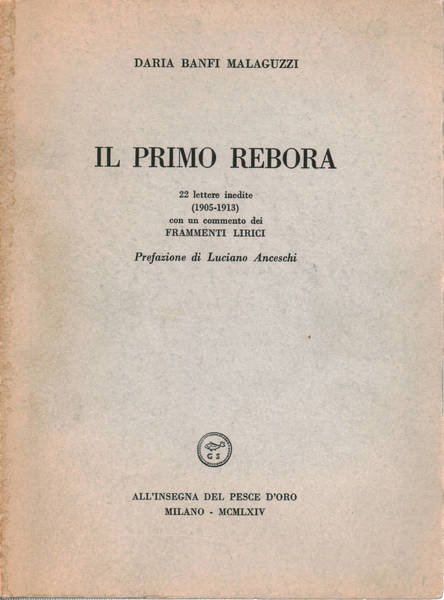 DARIA BANFI MALAGUZZI
IL PRIMO REBORA
22 lettere inedite
(1905-1913)
con un commento dei
FRAMMENTI LIRICI
Prefazione di Luciano Anceschi
G S
ALL'INSEGNA DEL PESCE D'ORO
MILANO - MCMLXIV